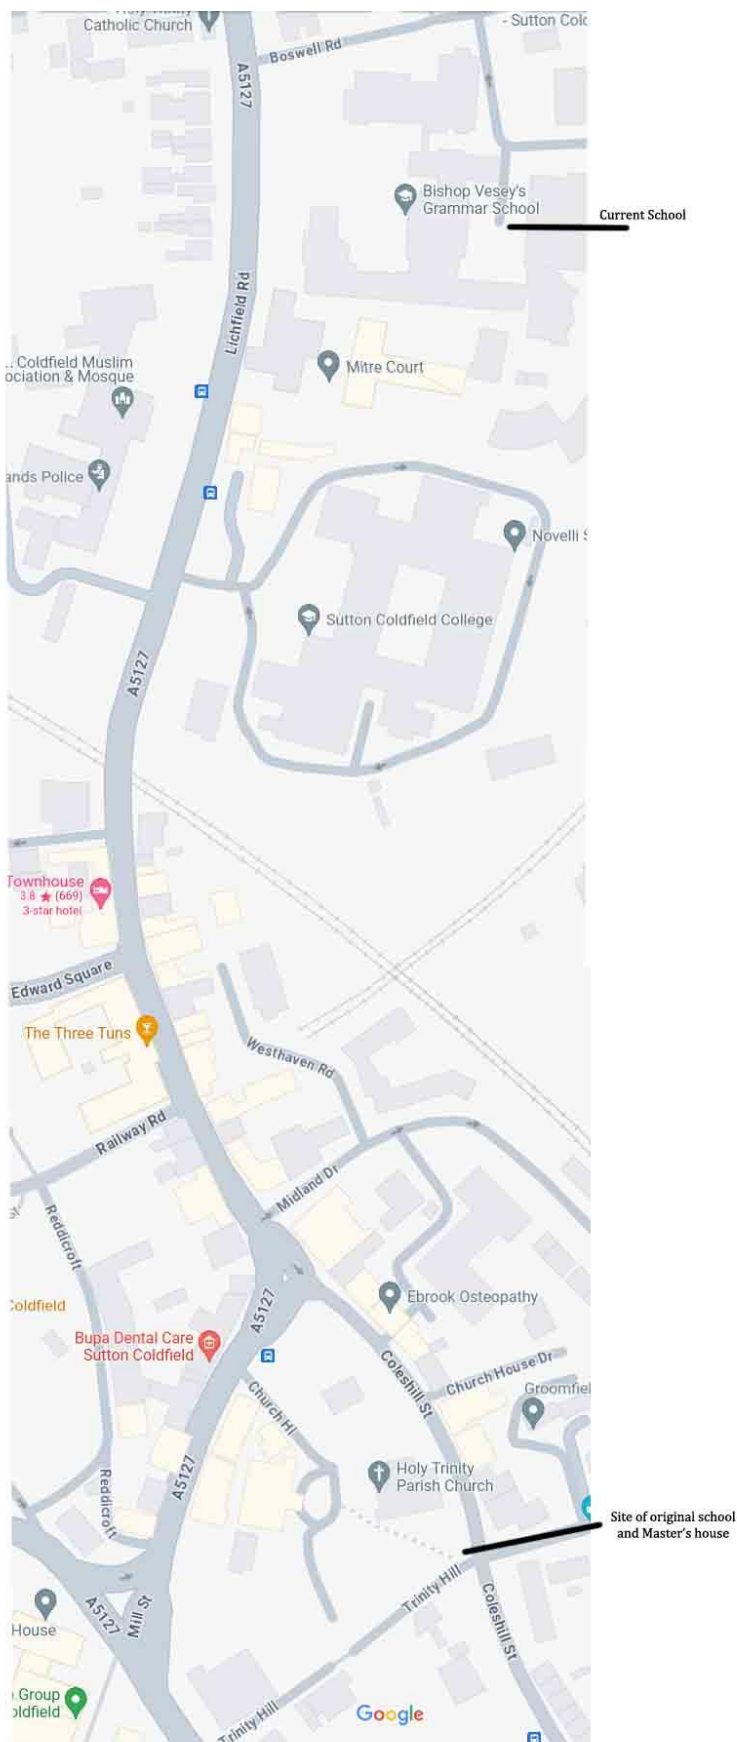 Holy Trinity
Catholic Church
- Sutton Cold
Boswell Rd
A5127
Bishop Vesey's
Grammar School
Current School
Lichfield Rd
.. Coldfield Muslim
ociation & Mosque
Mitre Court
ands Police
Novelli S
Sutton Coldfield College
A5127
Townhouse
3.8 ★ (669)
3-star hotel
Edward Square
The Three Tuns
Westhaven Rd
Railway Rd
Midland Dr
Reddicroft
Ebrook Osteopathy
Coldfield
A5127
Bupa Dental Care
Sutton Coldfield
Coleshill St
Church House Dr
Church Hl
Groomfiel
A5127
Reddicroft
Holy Trinity
Parish Church
Site of original school
and Master's house
Trinity Hill
Coleshill St
A5127
Mill St
House
Group
oldfield
Google
Trinity Hill